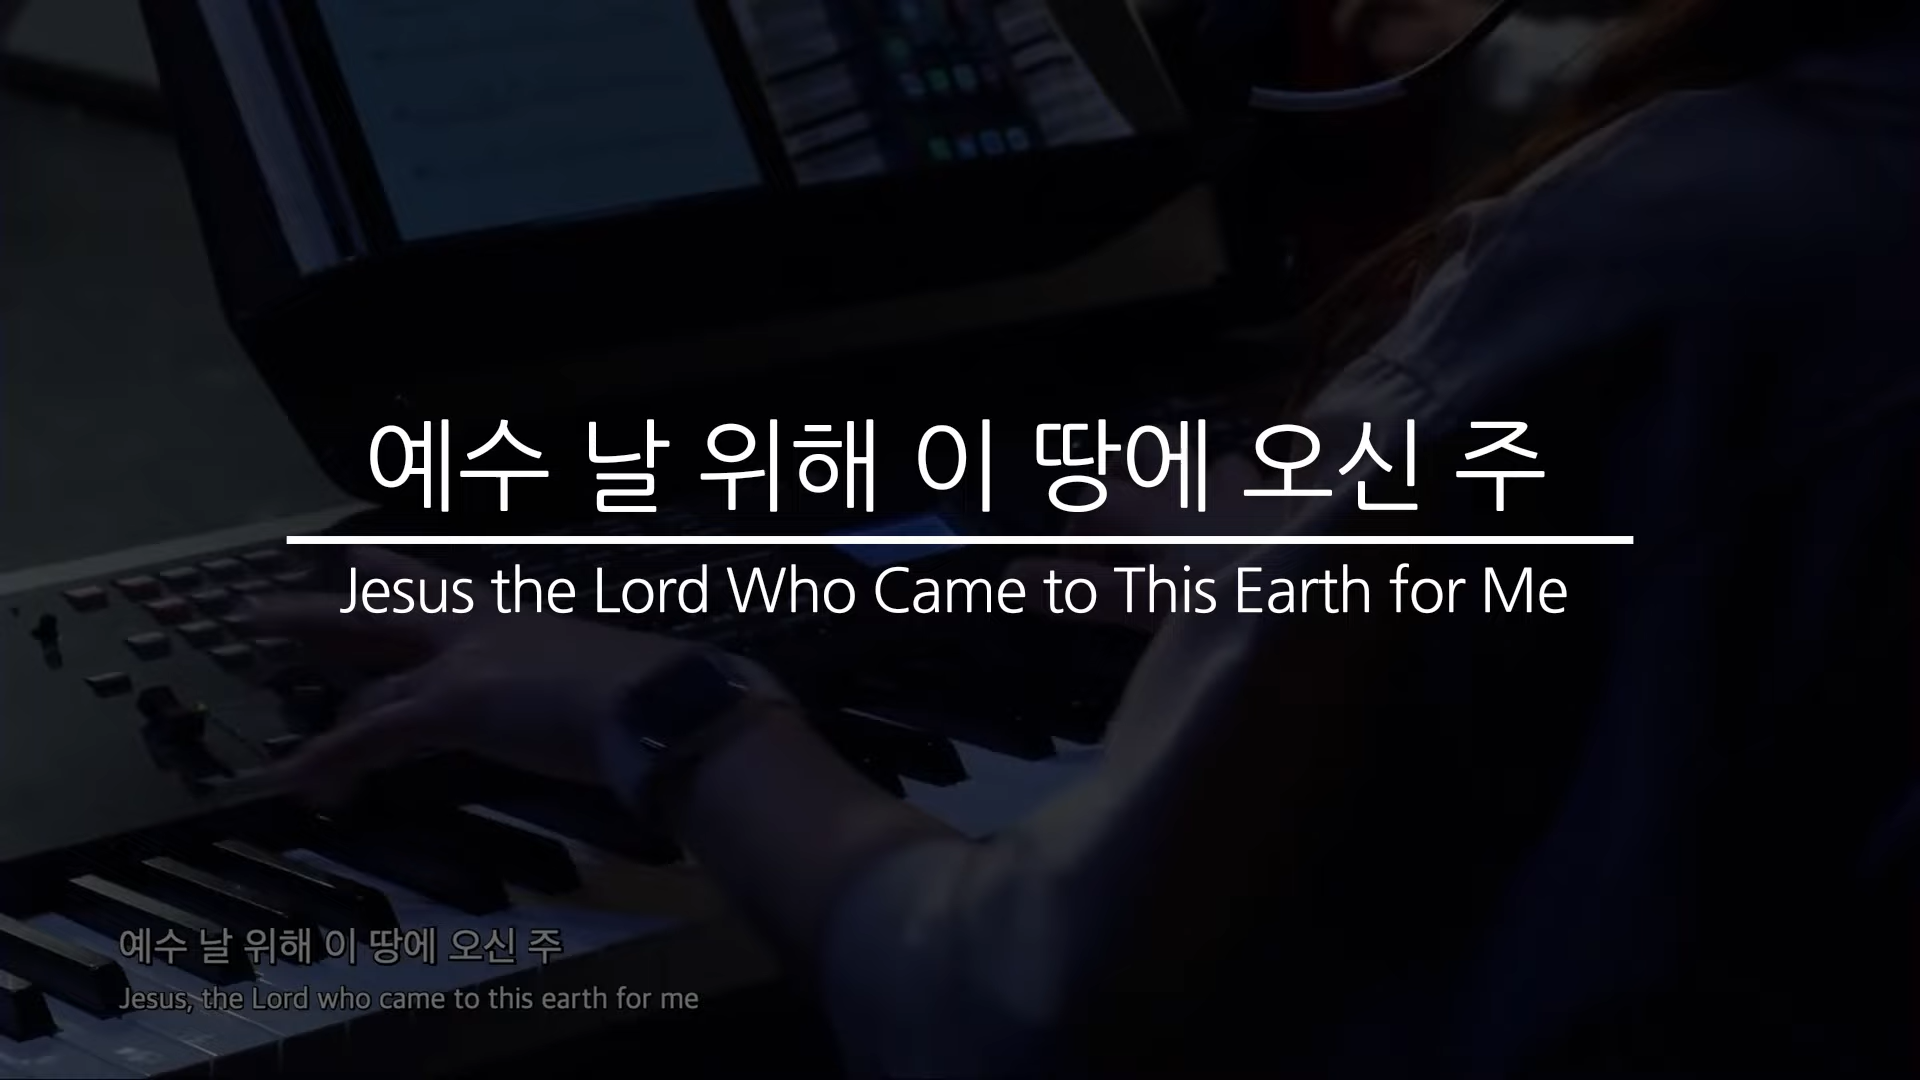 예수 날 위해 이 땅에 오신 주
Jesus the Lord Who Came to This Earth for Me
예수 날 위해 이 땅에 오신 주
Jesus, the Lord who came to this earth for me